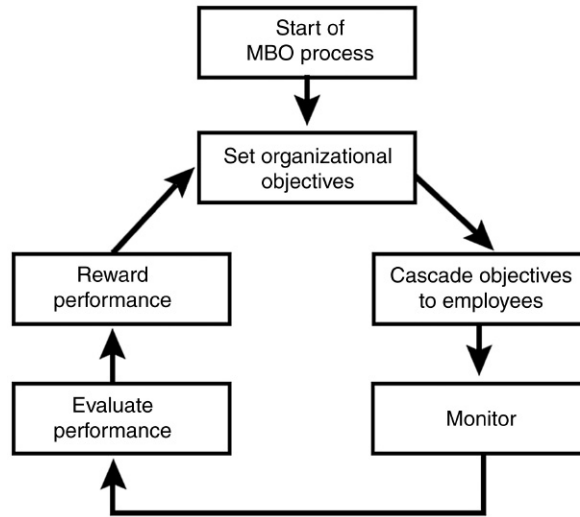 Start of
MBO process
Set organizational
objectives
Cascade objectives
to employees
Monitor
Evaluate
performance
Reward
performance